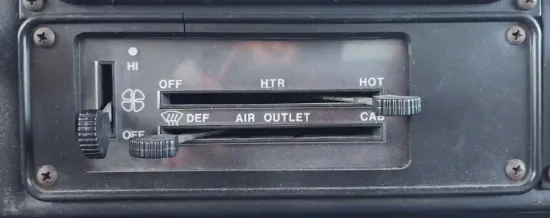 HI
OFF HTR HOT
DEF AIR OUTLET CAB
OFF